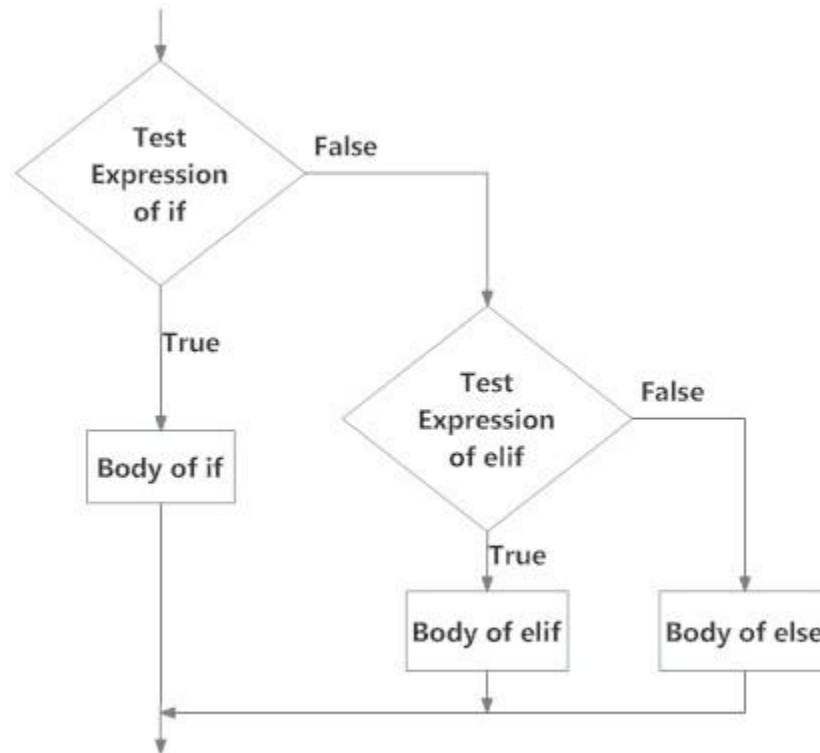 Test
Expression
of if
False
True
Body of if
Test
Expression
of elif
False
True
Body of elif
Body of else